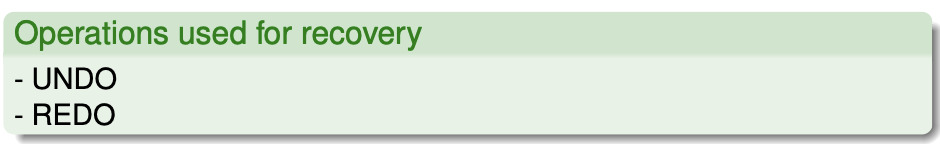 Operations used for recovery
- UNDO
- REDO